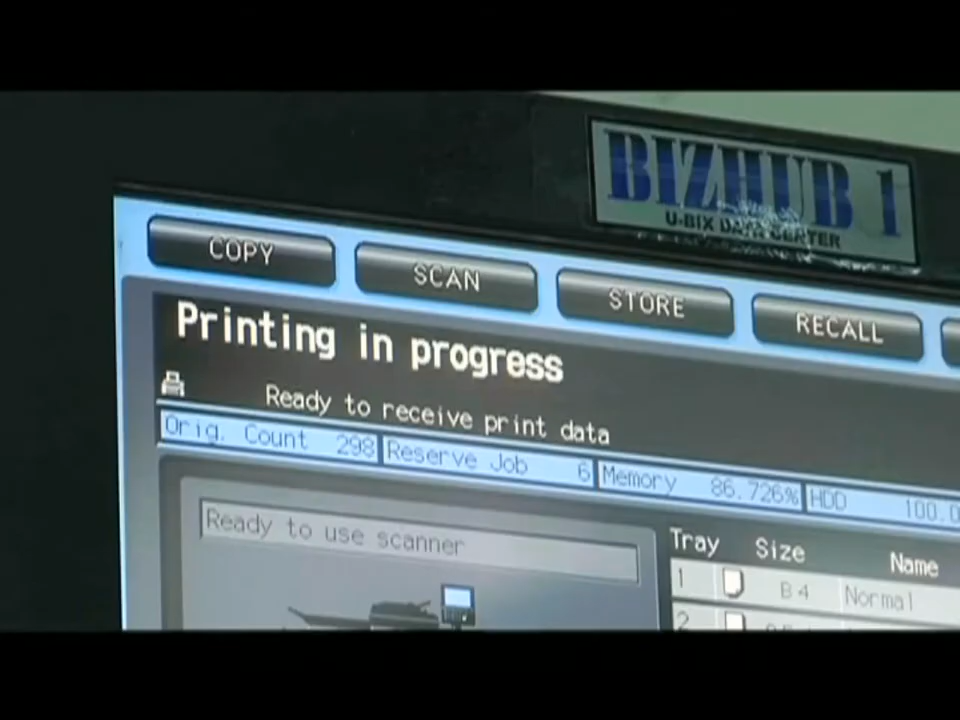 BIZHUB 1
U-BIX DATA CENTER
COPY
SCAN
STORE
RECALL
Printing in progress
Ready to receive print data
Orig. Count 298
Reserve Job 6
Memory 86.726%
HDD 100.0
Ready to use scanner
Tray Size Name
1 B4 Normal
2